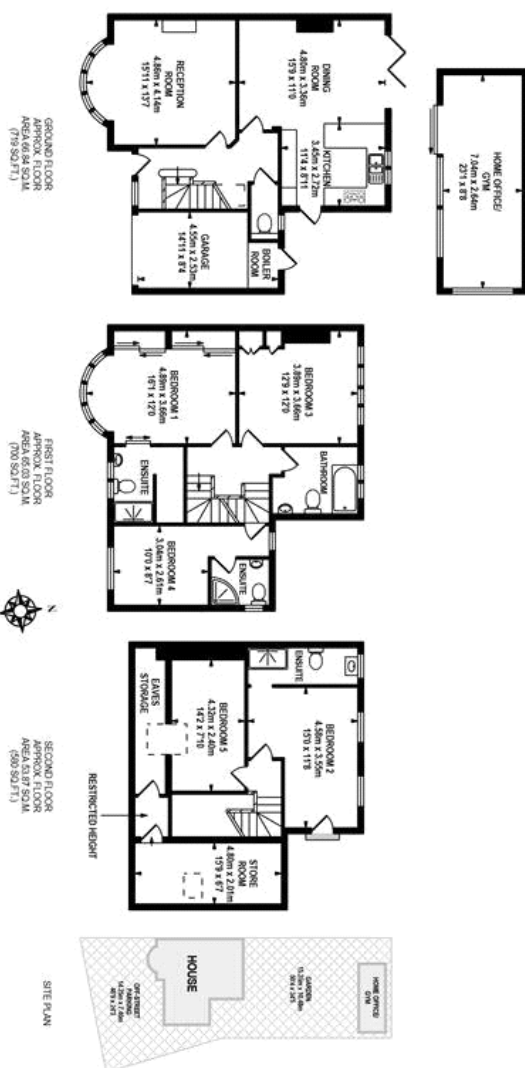 HOME OFFICE/
GYM
7.04m x 2.64m
23'1 x 8'8
DINING
ROOM
4.80m x 3.36m
15'9 x 11'0
KITCHEN
3.45m x 2.72m
11'4 x 8'11
RECEPTION
ROOM
4.86m x 4.14m
15'11 x 13'7
BOILER
ROOM
GARAGE
4.55m x 2.53m
14'11 x 8'4
GROUND FLOOR
APPROX. FLOOR
AREA 66.84 SQ.M.
(719 SQ.FT.)
BEDROOM 3
3.89m x 3.66m
12'9 x 12'0
BATHROOM
BEDROOM 1
4.89m x 3.66m
16'1 x 12'0
ENSUITE
ENSUITE
BEDROOM 4
3.04m x 2.61m
10'0 x 8'7
FIRST FLOOR
APPROX. FLOOR
AREA 65.03 SQ.M.
(700 SQ.FT.)
N
ENSUITE
BEDROOM 2
4.58m x 3.55m
15'0 x 11'8
BEDROOM 5
4.32m x 2.40m
14'2 x 7'10
EAVES
STORAGE
STORE
ROOM
4.80m x 2.01m
15'9 x 6'7
RESTRICTED HEIGHT
SECOND FLOOR
APPROX. FLOOR
AREA 53.87 SQ.M.
(580 SQ.FT.)
HOME OFFICE/
GYM
GARDEN
HOUSE
OFF-STREET
PARKING
SITE PLAN